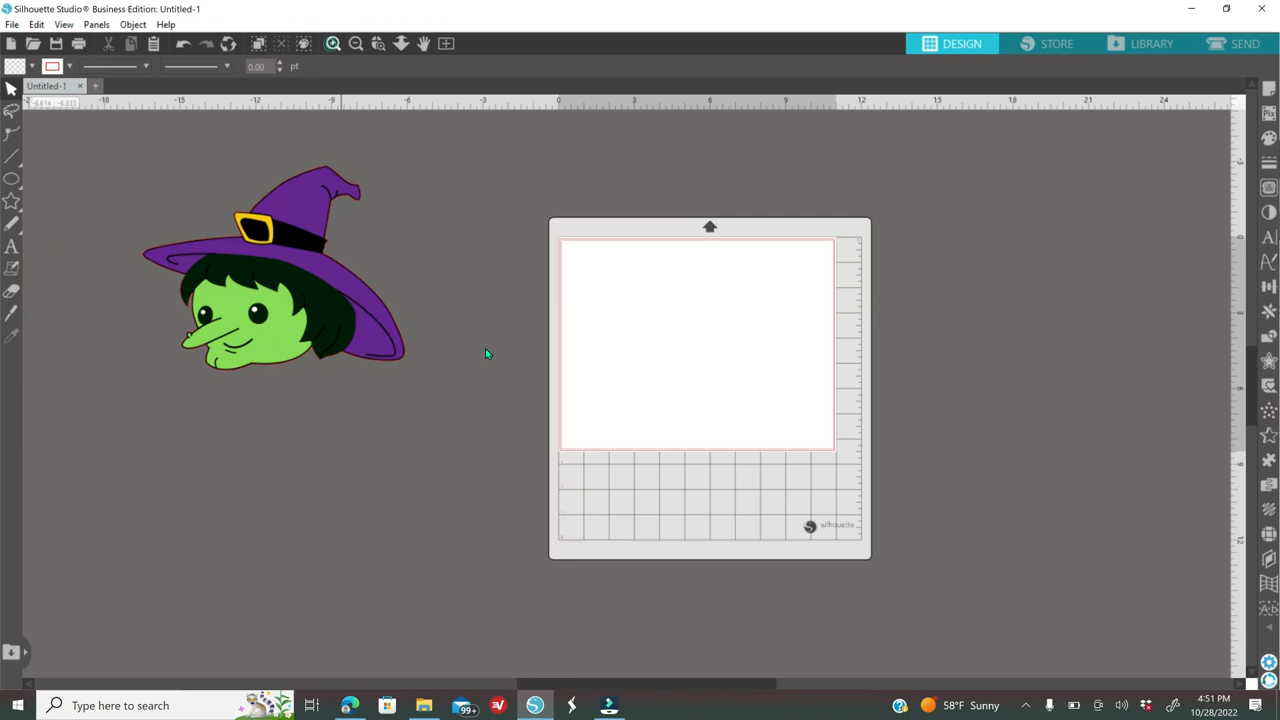 Silhouette Studio® Business Edition: Untitled-1
File Edit View Panels Object Help
DESIGN STORE LIBRARY SEND
0.00 pt
Untitled-1
-18 -15 -12 -9 -6 -3 0 3 6 9 12 15 18 21 24
silhouette
Type here to search
99+
58°F Sunny
4:51 PM
10/28/2022